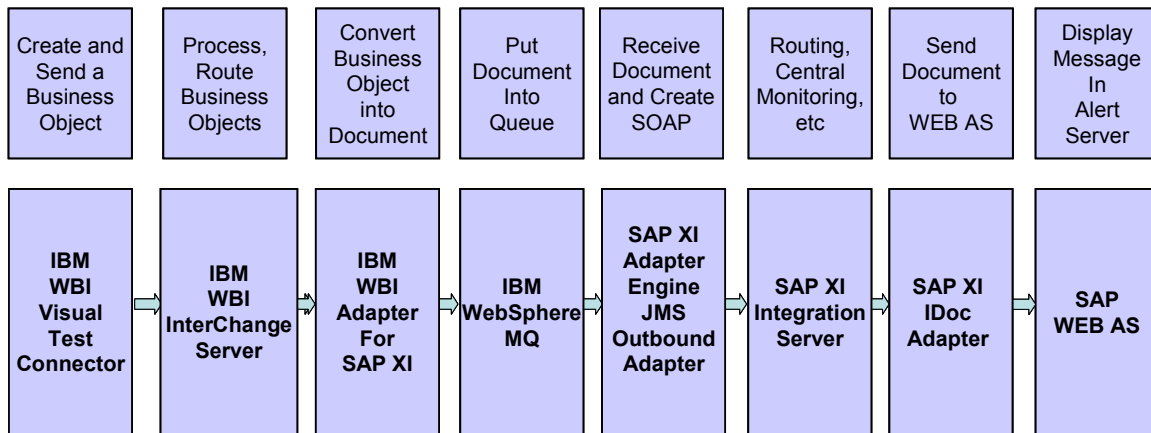 Create and
Send a
Business
Object
Process,
Route
Business
Objects
Convert
Business
Object
into
Document
Put
Document
Into
Queue
Receive
Document
and Create
SOAP
Routing,
Central
Monitoring,
etc
Send
Document
to
WEB AS
Display
Message
In
Alert
Server
IBM
WBI
Visual
Test
Connector
IBM
WBI
InterChange
Server
IBM
WBI
Adapter
For
SAP XI
IBM
WebSphere
MQ
SAP XI
Adapter
Engine
JMS
Outbound
Adapter
SAP XI
Integration
Server
SAP XI
IDoc
Adapter
SAP
WEB AS